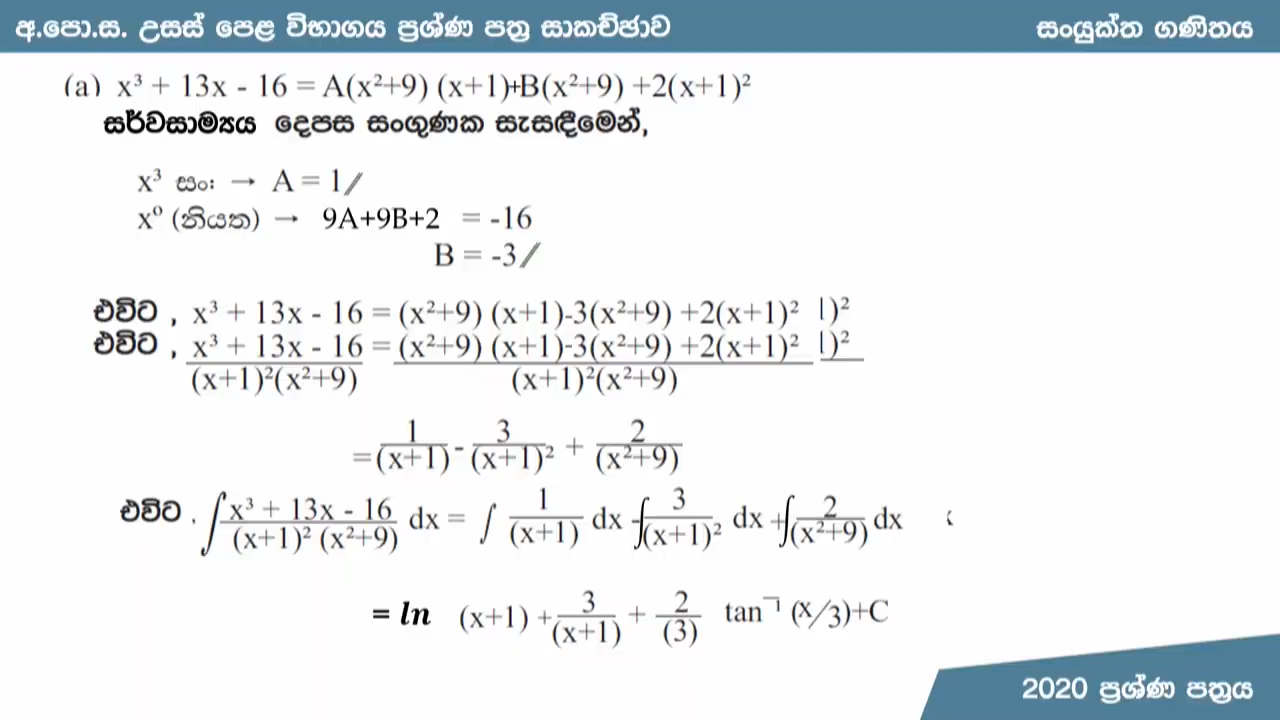 අ.පො.ස. උසස් පෙළ විභාගය ප්‍රශ්ණ පත්‍ර සාකච්ඡාව
සංයුක්ත ගණිතය
(a) x³ + 13x - 16 = A(x²+9) (x+1)+B(x²+9) +2(x+1)²
සර්වසාම්‍යය දෙපස සංගුණක සැසඳීමෙන්,
x³ සං: → A = 1//
x⁰ (නියත) → 9A+9B+2 = -16
B = -3//
එවිට , x³ + 13x - 16 = (x²+9) (x+1)-3(x²+9) +2(x+1)² 1)²
එවිට , x³ + 13x - 16 = (x²+9) (x+1)-3(x²+9) +2(x+1)² 1)²
(x+1)²(x²+9) (x+1)²(x²+9)
= 1/(x+1) - 3/(x+1)² + 2/(x²+9)
එවිට , ∫ x³ + 13x - 16/(x+1)² (x²+9) dx = ∫ 1/(x+1) dx -∫ 3/(x+1)² dx +∫ 2/(x²+9) dx
= ln (x+1) + 3/(x+1) + 2/(3) tan⁻¹ (x/3)+C
2020 ප්‍රශ්ණ පත්‍රය